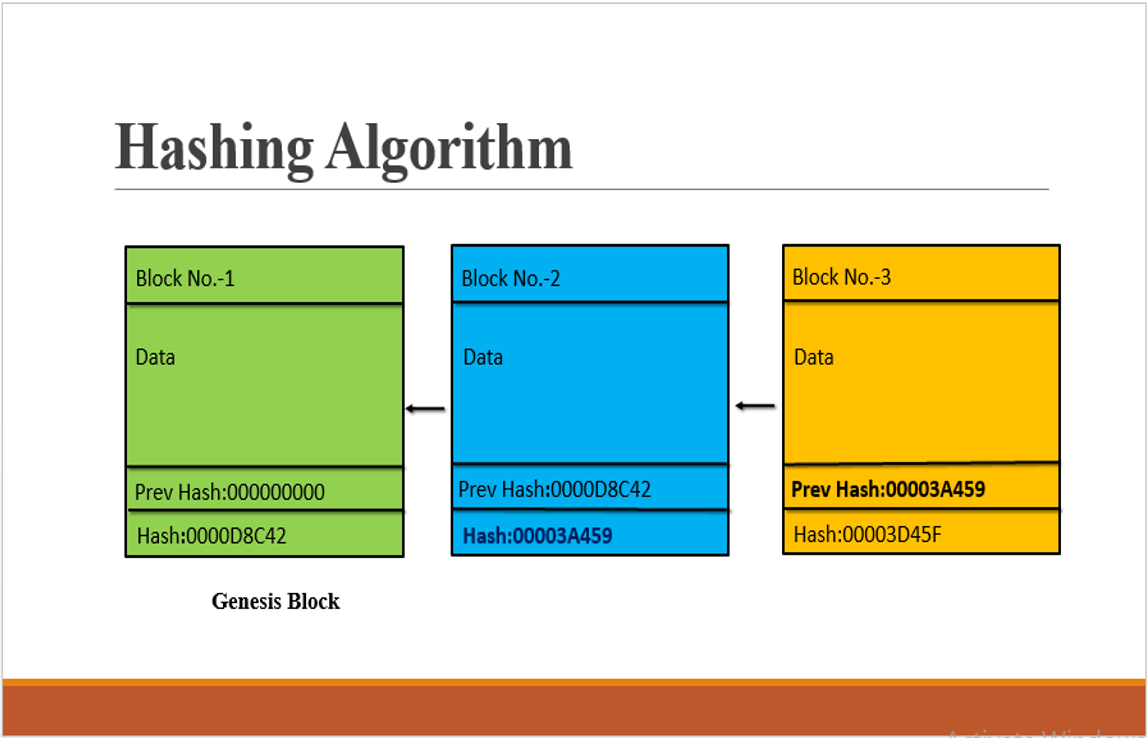 Hashing Algorithm
Block No.-1
Data
Prev Hash:000000000
Hash:0000D8C42
Block No.-2
Data
Prev Hash:0000D8C42
Hash:00003A459
Block No.-3
Data
Prev Hash:00003A459
Hash:00003D45F
Genesis Block